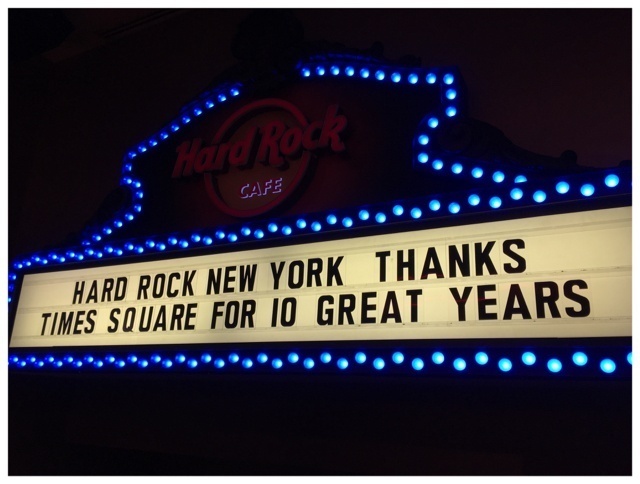 Hard Rock
CAFE
HARD ROCK NEW YORK THANKS
TIMES SQUARE FOR 10 GREAT YEARS